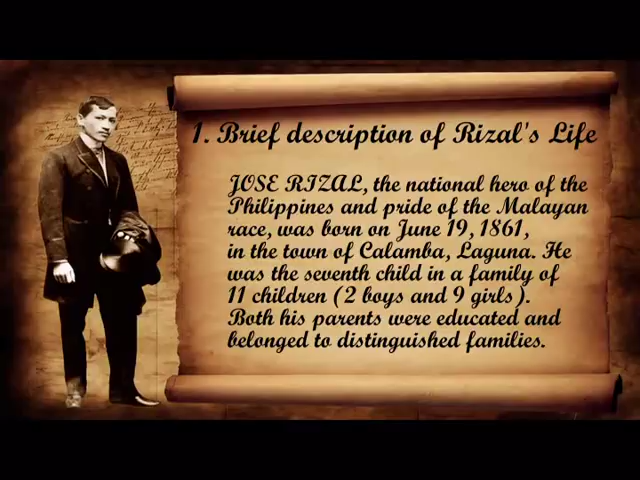 1. Brief description of Rizal's Life
JOSE RIZAL, the national hero of the
Philippines and pride of the Malayan
race, was born on June 19, 1861,
in the town of Calamba, Laguna. He
was the seventh child in a family of
11 children (2 boys and 9 girls).
Both his parents were educated and
belonged to distinguished families.